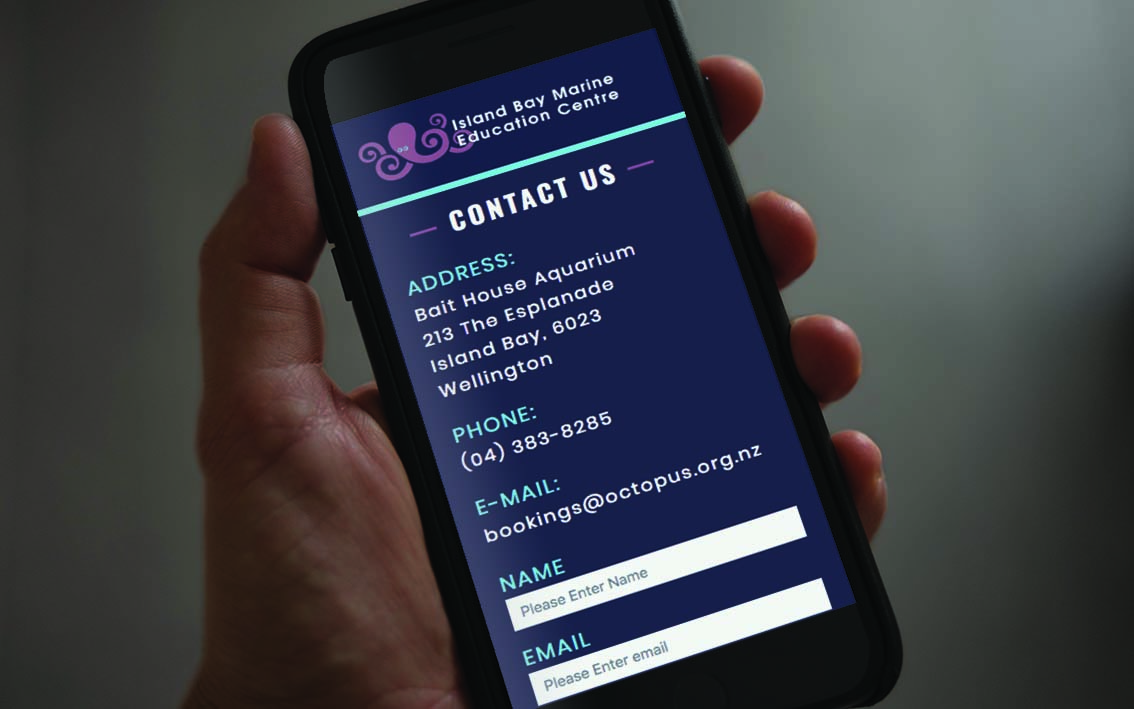 Island Bay Marine
Education Centre
CONTACT US
ADDRESS:
Bait House Aquarium
213 The Esplanade
Island Bay, 6023
Wellington
PHONE:
(04) 383-8285
E-MAIL:
bookings@octopus.org.nz
NAME
Please Enter Name
EMAIL
Please Enter email